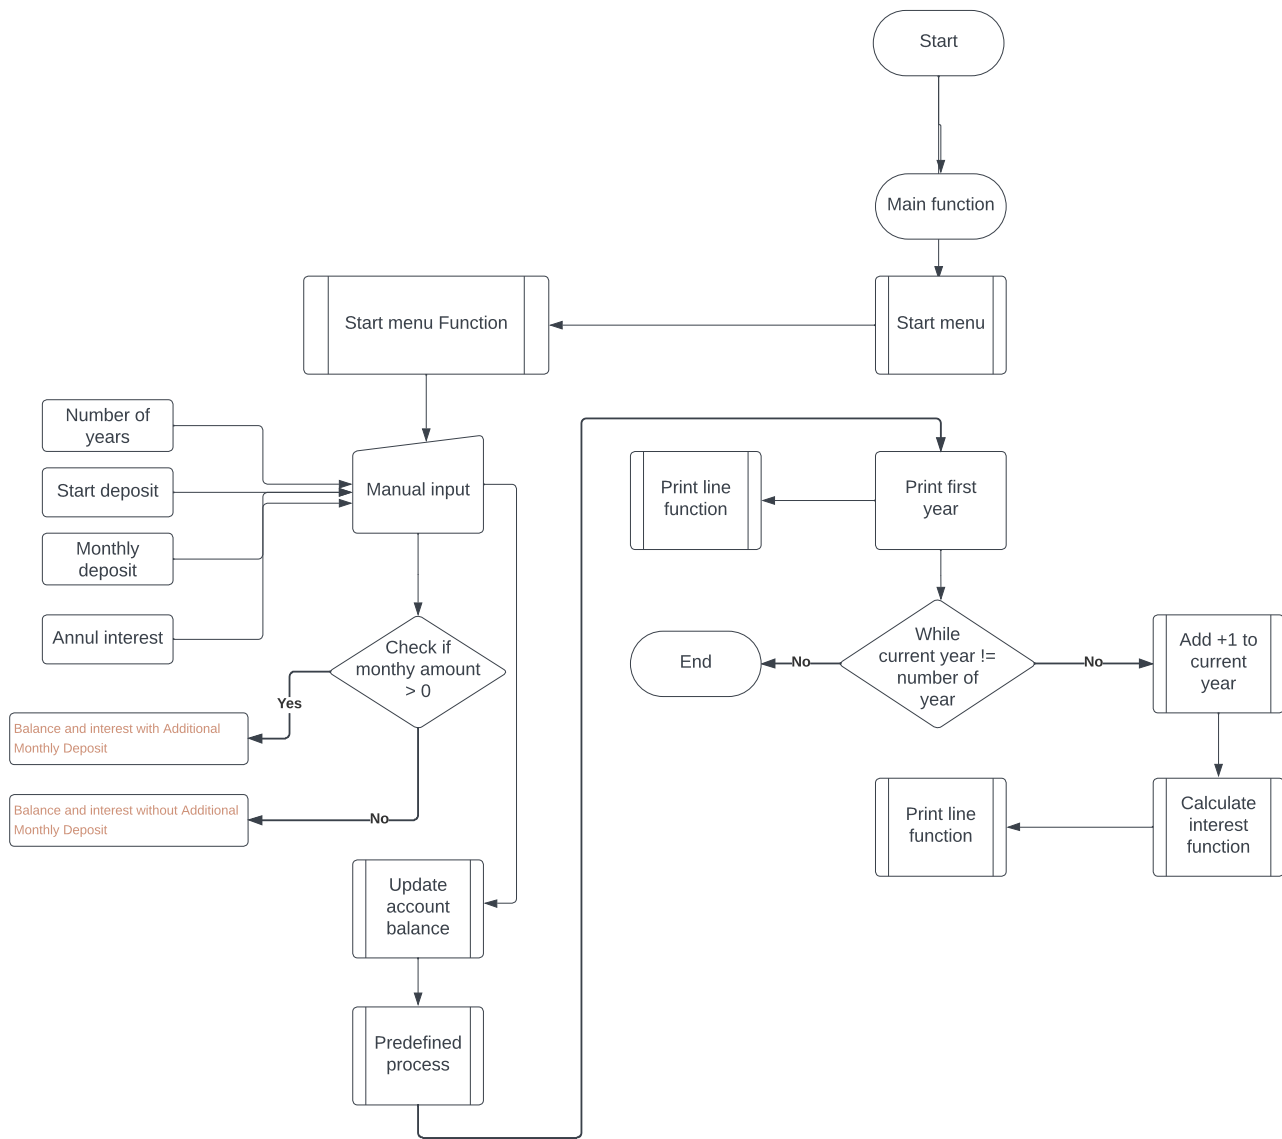 Start
Main function
Start menu Function
Start menu
Number of
years
Start deposit
Monthly
deposit
Annul interest
Manual input
Print line
function
Print first
year
Check if
monthy amount
> 0
Yes
No
Balance and interest with Additional
Monthly Deposit
Balance and interest without Additional
Monthly Deposit
End
No
While
current year !=
number of
year
No
Add +1 to
current
year
Print line
function
Calculate
interest
function
Update
account
balance
Predefined
process